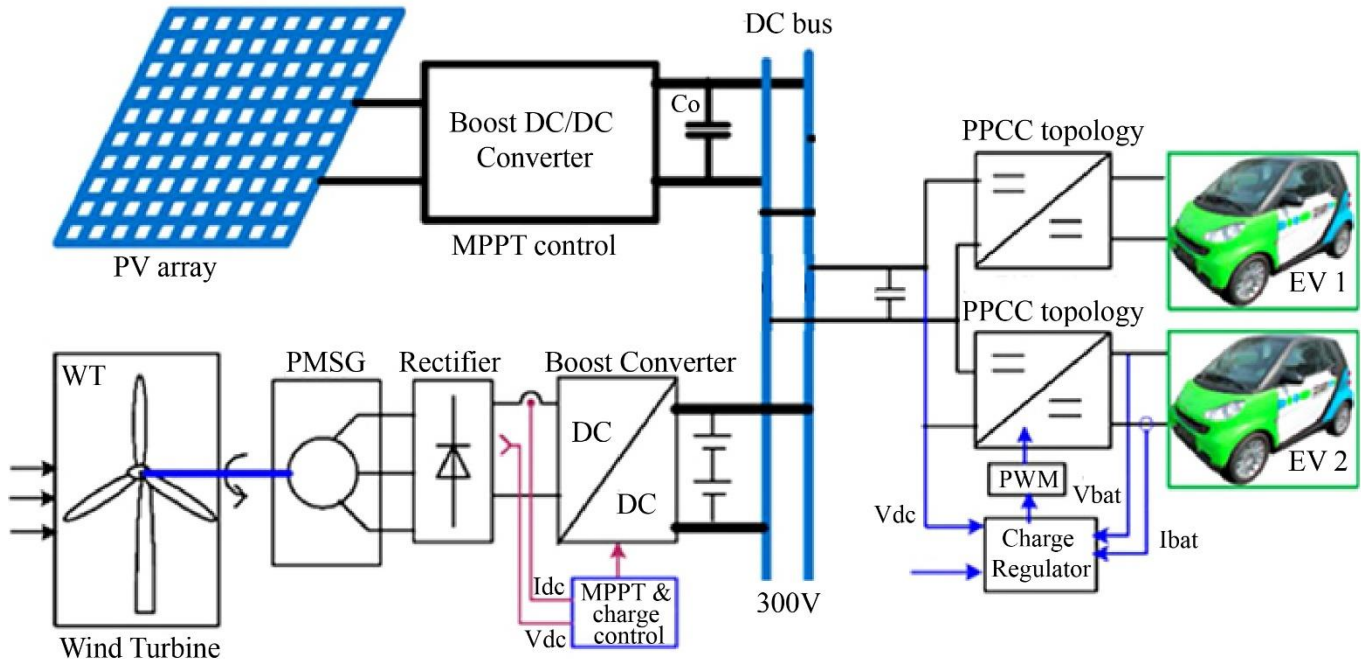 DC bus
Co
Boost DC/DC
Converter
MPPT control
PV array
PPCC topology
EV 1
PPCC topology
EV 2
WT
PMSG
Rectifier
Boost Converter
DC
DC
PWM
Vbat
Vdc
Charge
Regulator
Ibat
Idc
Vdc
MPPT &
charge
control
300V
Wind Turbine